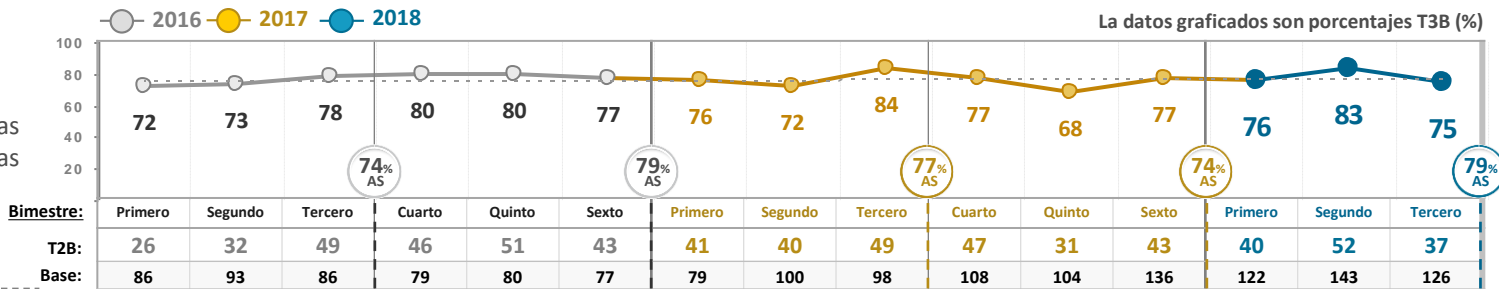 2016 2017 2018 La datos graficados son porcentajes T3B (%)
100
80
60
40
20
as
as
72 73 78 80 80 77 76 72 84 77 68 77 76 83 75
74% AS 79% AS 77% AS 74% AS 79% AS
Bimestre: Primero Segundo Tercero Cuarto Quinto Sexto Primero Segundo Tercero Cuarto Quinto Sexto Primero Segundo Tercero
T2B: 26 32 49 46 51 43 41 40 49 47 31 43 40 52 37
Base: 86 93 86 79 80 77 79 100 98 108 104 136 122 143 126